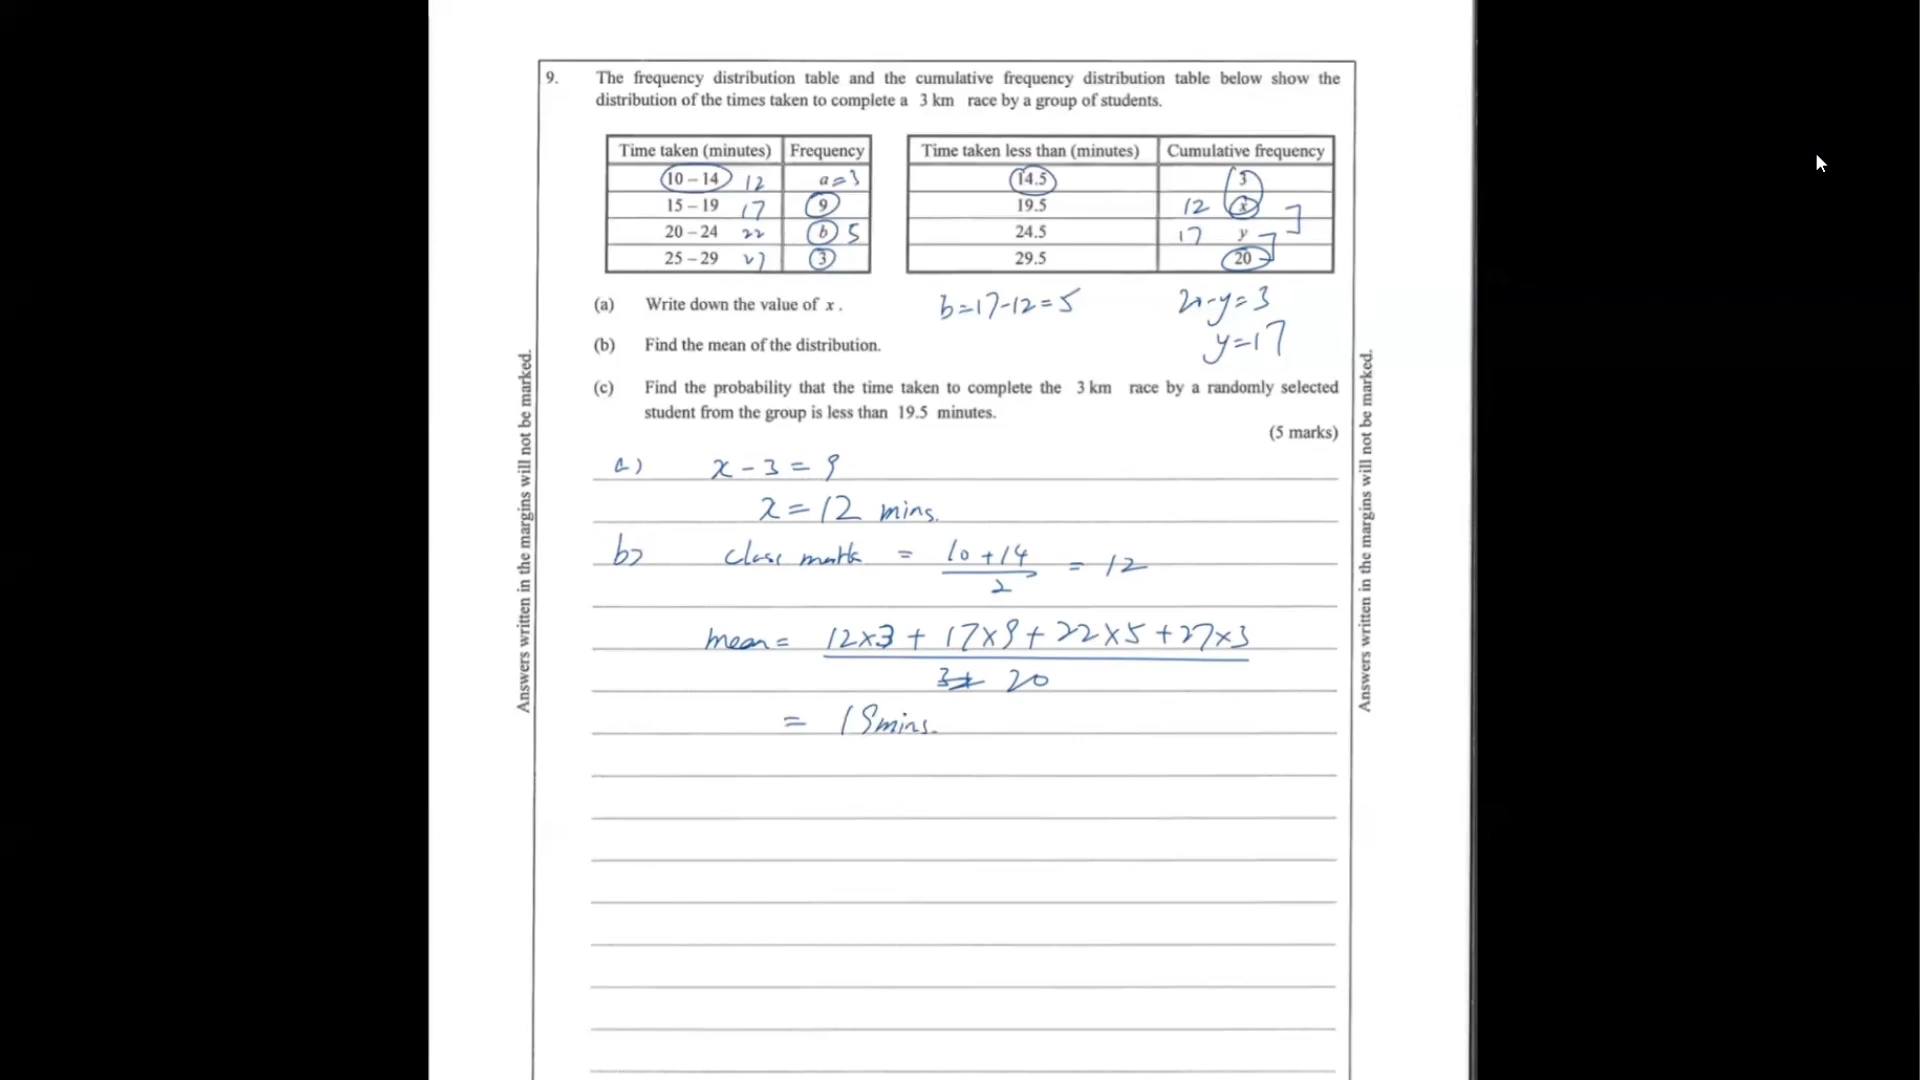 9. The frequency distribution table and the cumulative frequency distribution table below show the
distribution of the times taken to complete a 3 km race by a group of students.
Time taken (minutes) Frequency
10 – 14 12 a = 3
15 – 19 17 9
20 – 24 22 b 5
25 – 29 27 3
Time taken less than (minutes) Cumulative frequency
14.5 3
19.5 12 x
24.5 17 y
29.5 20
(a) Write down the value of x .
b = 17 - 12 = 5
20 - y = 3
y = 17
(b) Find the mean of the distribution.
(c) Find the probability that the time taken to complete the 3 km race by a randomly selected
student from the group is less than 19.5 minutes.
(5 marks)
a) x - 3 = 9
x = 12 mins.
b) class mark = 10 + 14 / 2 = 12
mean = 12 x 3 + 17 x 9 + 22 x 5 + 27 x 3
20
= 19 mins.
Answers written in the margins will not be marked.
Answers written in the margins will not be marked.